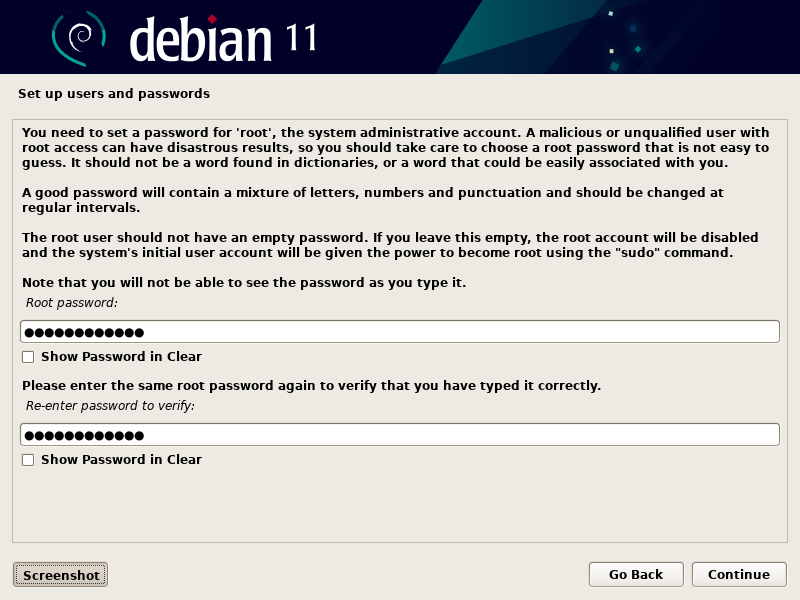 debian 11
Set up users and passwords
You need to set a password for 'root', the system administrative account. A malicious or unqualified user with
root access can have disastrous results, so you should take care to choose a root password that is not easy to
guess. It should not be a word found in dictionaries, or a word that could be easily associated with you.
A good password will contain a mixture of letters, numbers and punctuation and should be changed at
regular intervals.
The root user should not have an empty password. If you leave this empty, the root account will be disabled
and the system's initial user account will be given the power to become root using the "sudo" command.
Note that you will not be able to see the password as you type it.
Root password:
●●●●●●●●●●●●
Show Password in Clear
Please enter the same root password again to verify that you have typed it correctly.
Re-enter password to verify:
●●●●●●●●●●●●
Show Password in Clear
Screenshot Go Back Continue